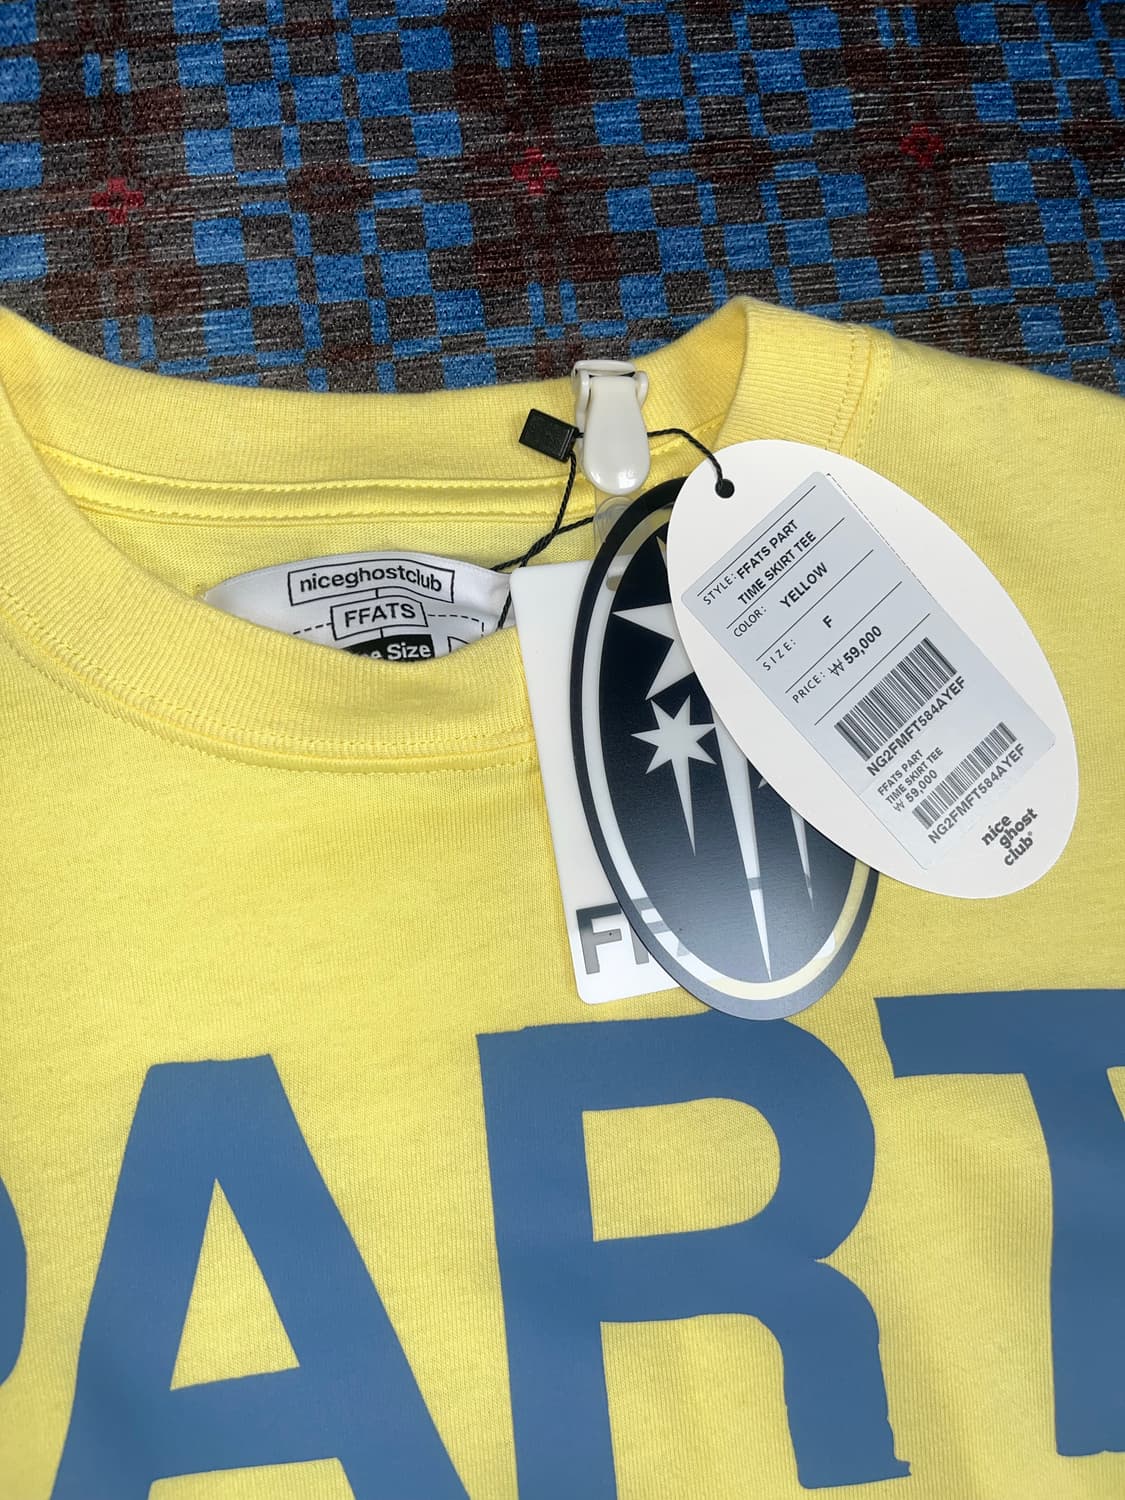 niceghostclub
FFATS
Size
STYLE: FFATS PART
TIME SKIRT TEE
COLOR: YELLOW
SIZE: F
PRICE: ₩ 59,000
NG2FMFT584AYEF
FFATS PART
TIME SKIRT TEE
₩ 59,000
NG2FMFT584AYEF
nice
ghost
club®
PART